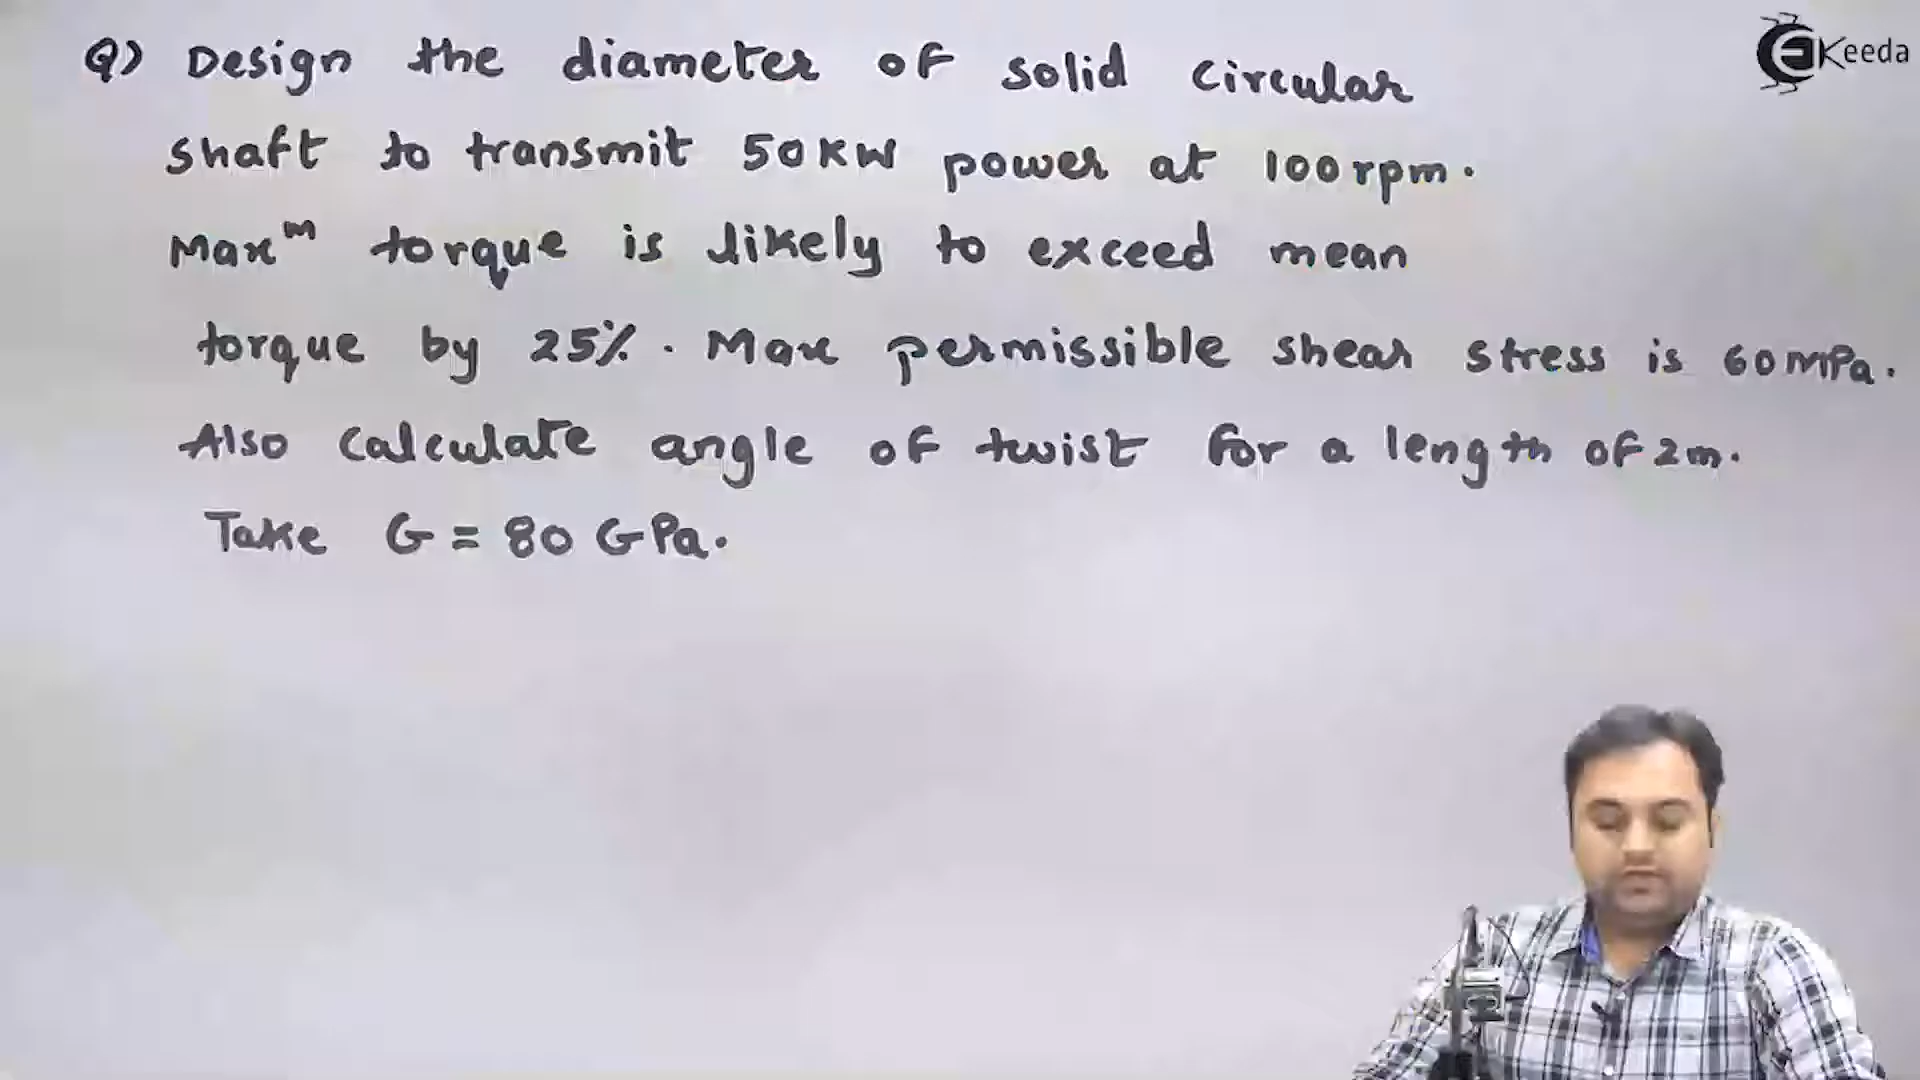 Q) Design the diameter of solid circular
shaft to transmit 50KW power at 100rpm.
Maxᵐ torque is likely to exceed mean
torque by 25%. Max permissible shear stress is 60MPa.
Also calculate angle of twist for a length of 2m.
Take G = 80 GPa.
eKeeda